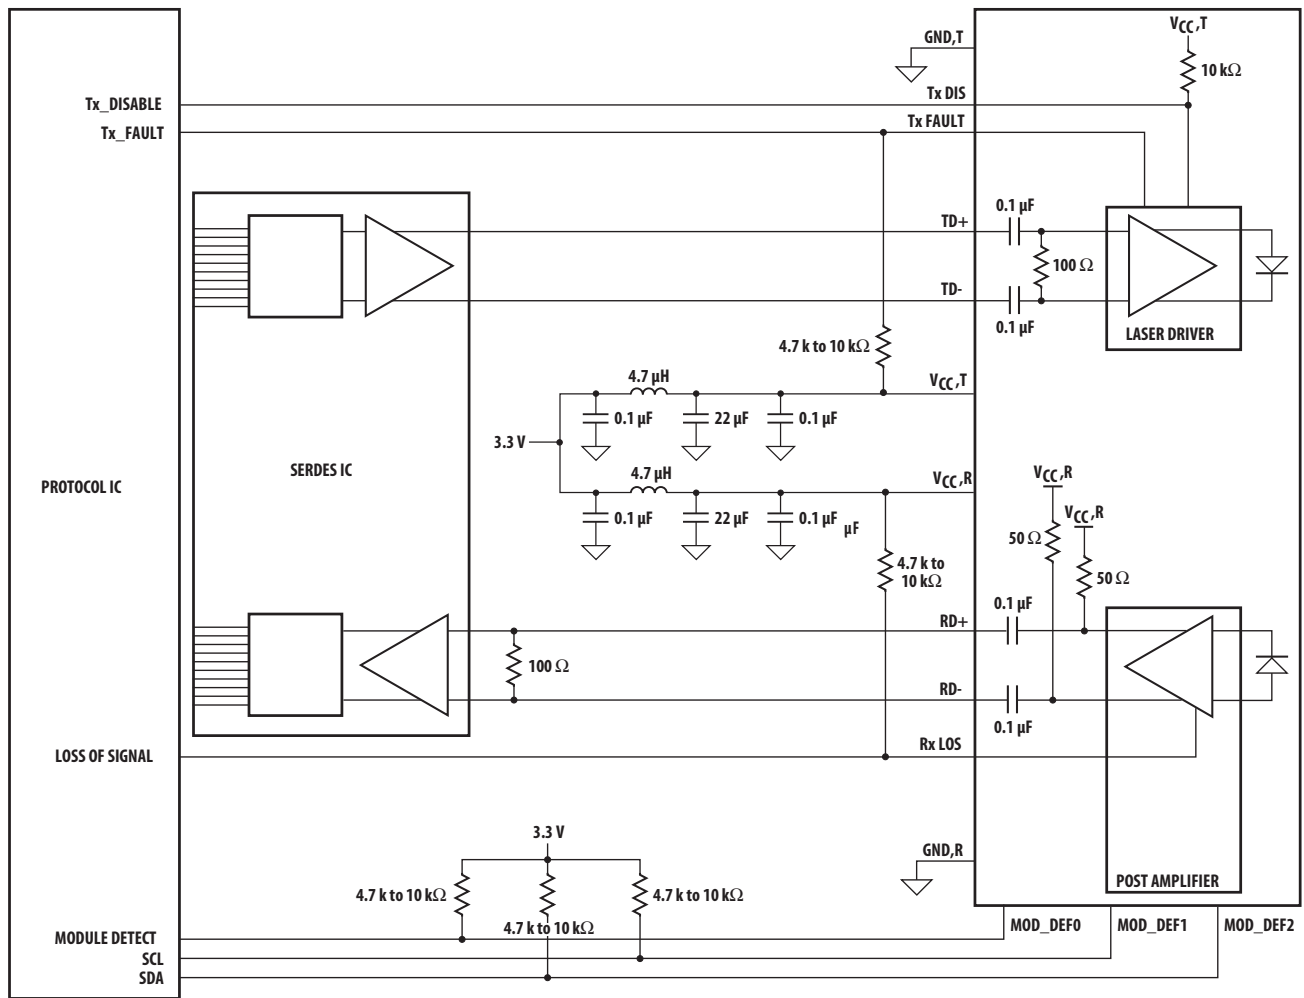 V_CC,T
GND,T
10 kΩ
Tx_DISABLE
Tx DIS
Tx_FAULT
Tx FAULT
0.1 µF
TD+
100 Ω
TD-
0.1 µF
LASER DRIVER
4.7 k to 10 kΩ
4.7 µH
V_CC,T
0.1 µF
22 µF
0.1 µF
3.3 V
SERDES IC
PROTOCOL IC
4.7 µH
V_CC,R
V_CC,R
V_CC,R
0.1 µF
22 µF
0.1 µF
µF
50 Ω
4.7 k to
10 kΩ
50 Ω
0.1 µF
RD+
100 Ω
RD-
0.1 µF
LOSS OF SIGNAL
Rx LOS
3.3 V
GND,R
4.7 k to 10 kΩ
4.7 k to 10 kΩ
POST AMPLIFIER
4.7 k to 10 kΩ
MODULE DETECT
MOD_DEF0
MOD_DEF1
MOD_DEF2
SCL
SDA